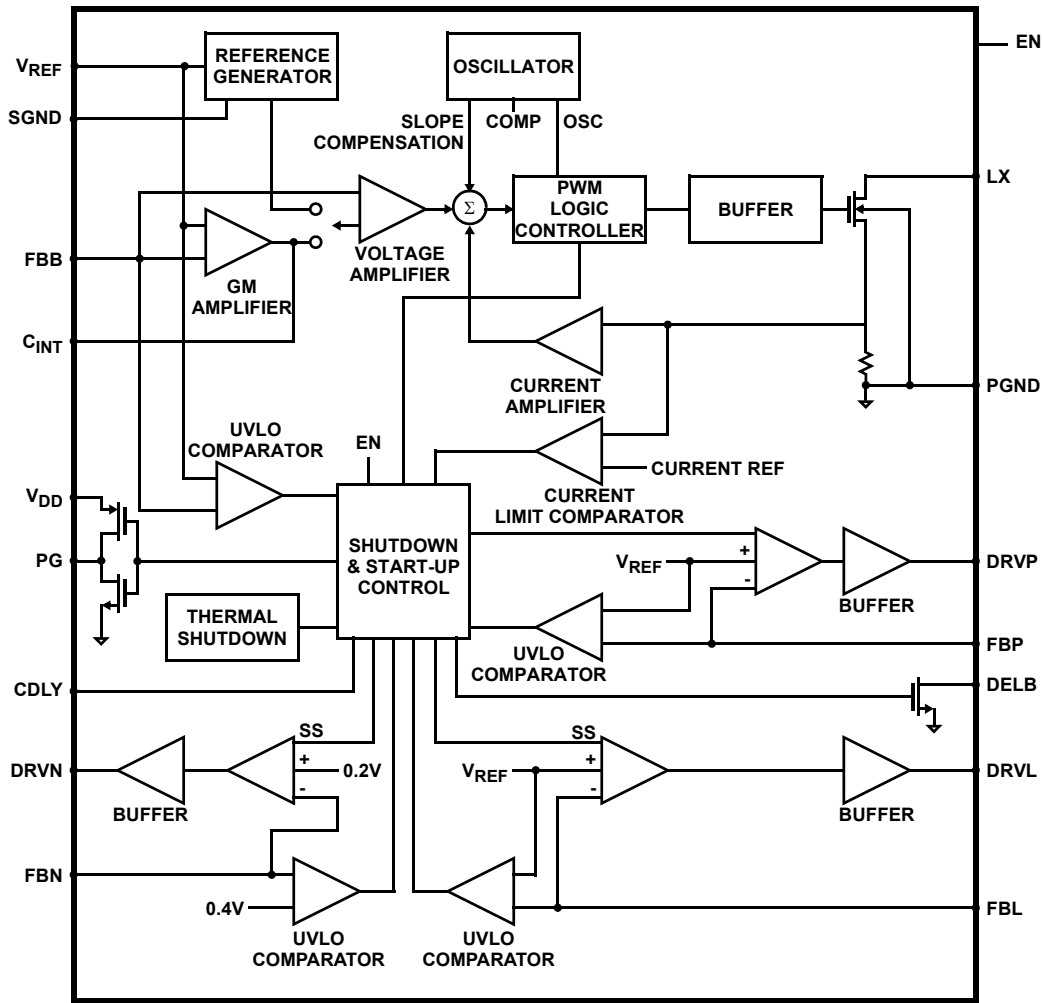 REFERENCE
GENERATOR
OSCILLATOR
EN
VREF
SGND
SLOPE
COMPENSATION
COMP
OSC
LX
PWM
LOGIC
CONTROLLER
BUFFER
Σ
VOLTAGE
AMPLIFIER
FBB
GM
AMPLIFIER
CINT
CURRENT
AMPLIFIER
PGND
UVLO
COMPARATOR
EN
CURRENT REF
CURRENT
LIMIT COMPARATOR
VDD
PG
SHUTDOWN
& START-UP
CONTROL
VREF
+
-
BUFFER
DRVP
THERMAL
SHUTDOWN
UVLO
COMPARATOR
FBP
CDLY
DELB
SS
+
-
0.2V
DRVN
BUFFER
SS
VREF
+
-
BUFFER
DRVL
FBN
0.4V
UVLO
COMPARATOR
UVLO
COMPARATOR
FBL